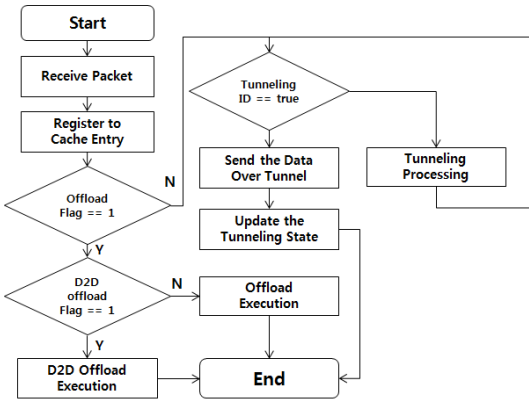 Start
Receive Packet
Register to
Cache Entry
Offload
Flag == 1
N
Y
D2D
offload
Flag == 1
N
Y
D2D Offload
Execution
Offload
Execution
End
Tunneling
ID == true
Send the Data
Over Tunnel
Update the
Tunneling State
Tunneling
Processing